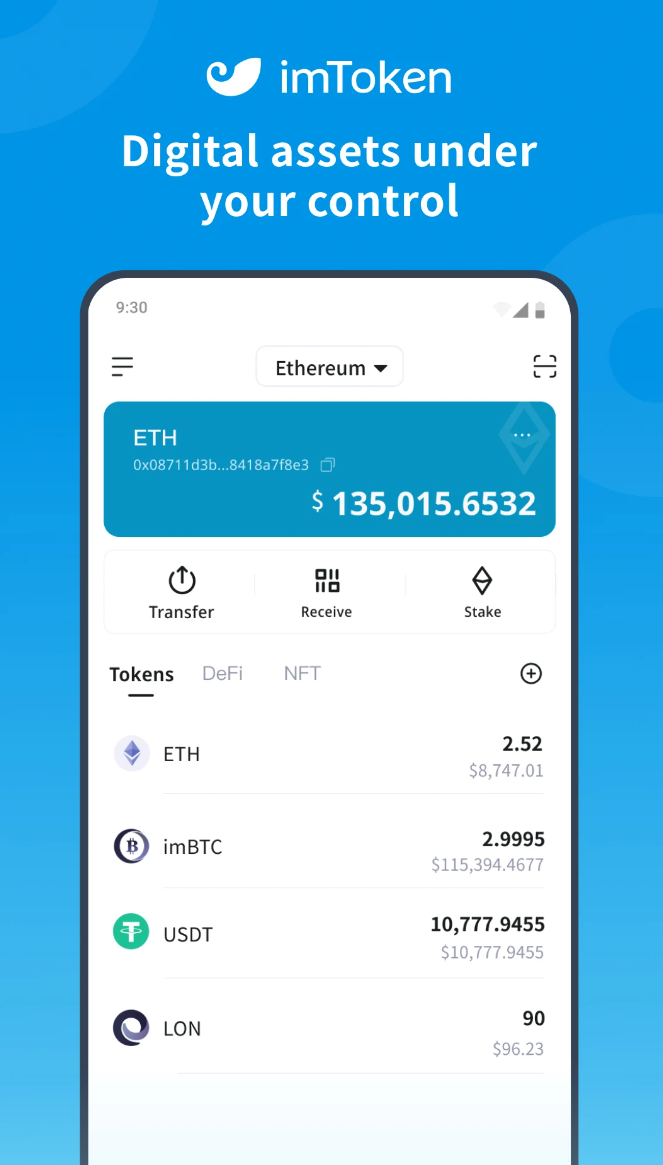 imToken
Digital assets under
your control
9:30
Ethereum
ETH
0x08711d3b...8418a7f8e3
$ 135,015.6532
Transfer
Receive
Stake
Tokens
DeFi
NFT
ETH
2.52
$8,747.01
imBTC
2.9995
$115,394.4677
USDT
10,777.9455
$10,777.9455
LON
90
$96.23